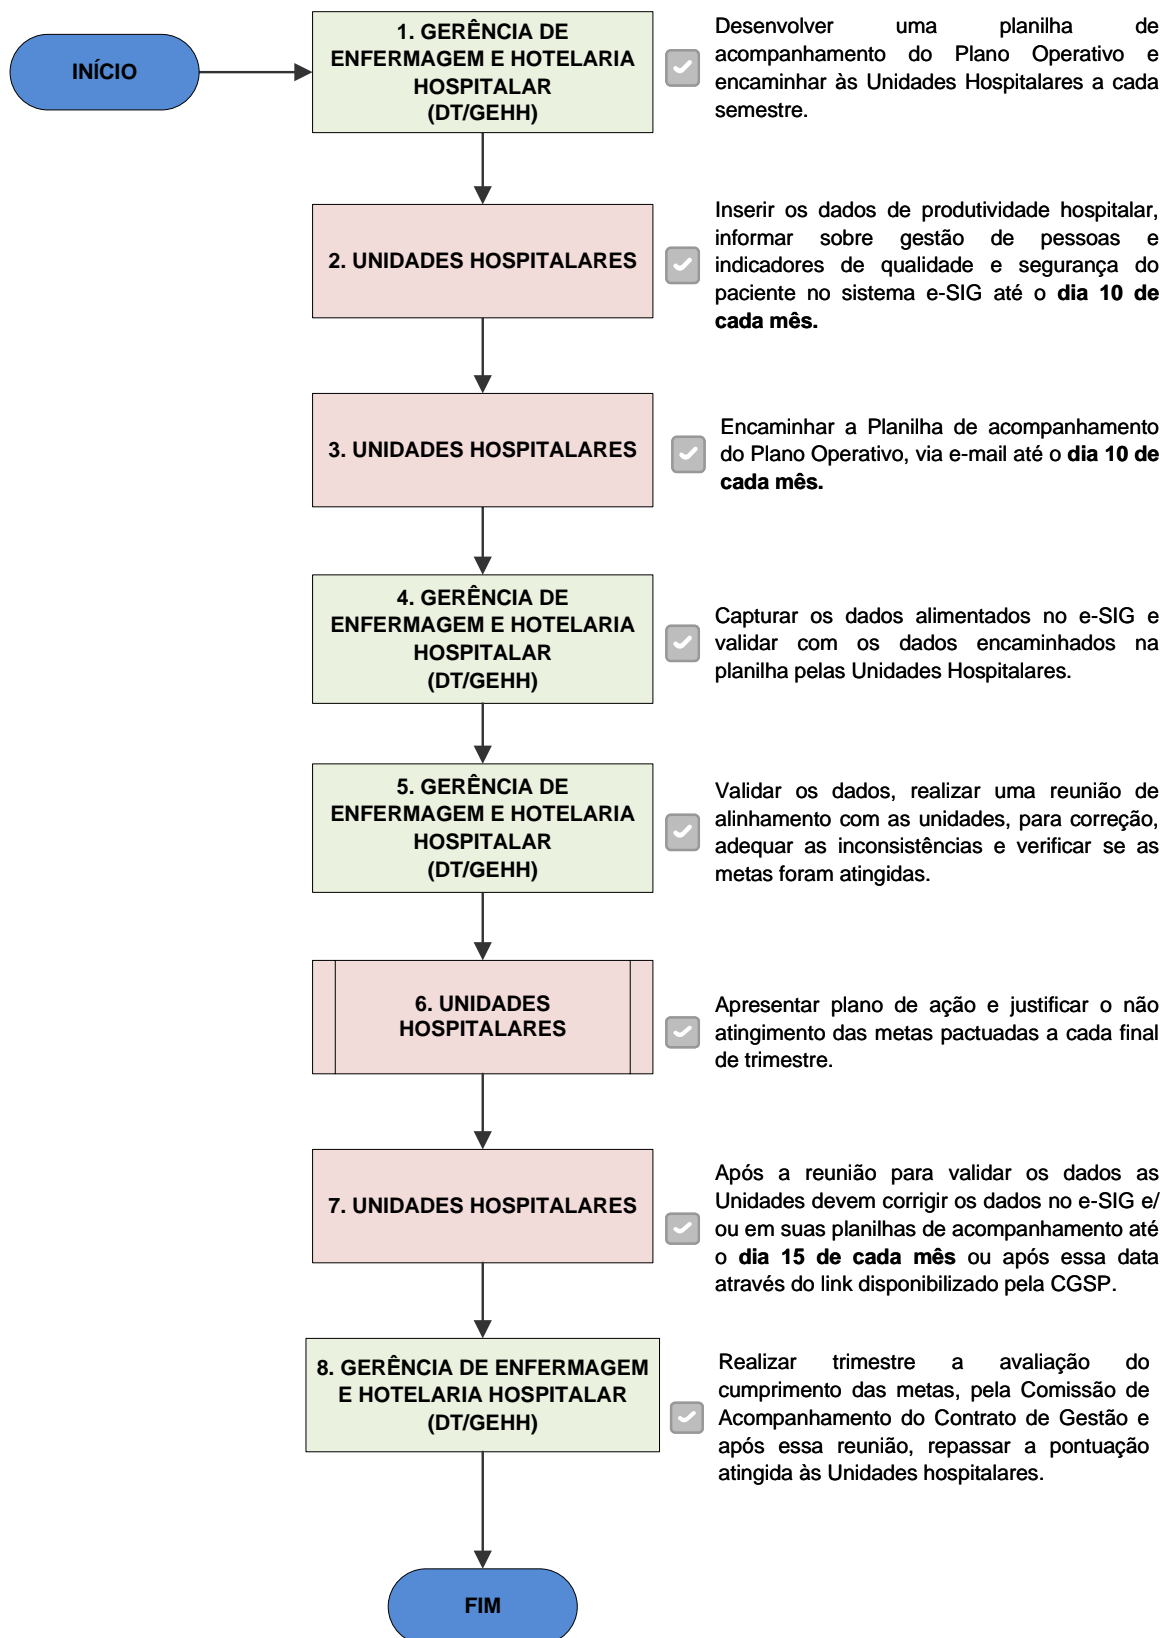 INÍCIO
1. GERÊNCIA DE
ENFERMAGEM E HOTELARIA
HOSPITALAR
(DT/GEHH)
Desenvolver uma planilha de
acompanhamento do Plano Operativo e
encaminhar às Unidades Hospitalares a cada
semestre.
2. UNIDADES HOSPITALARES
Inserir os dados de produtividade hospitalar,
informar sobre gestão de pessoas e
indicadores de qualidade e segurança do
paciente no sistema e-SIG até o dia 10 de
cada mês.
3. UNIDADES HOSPITALARES
Encaminhar a Planilha de acompanhamento
do Plano Operativo, via e-mail até o dia 10 de
cada mês.
4. GERÊNCIA DE
ENFERMAGEM E HOTELARIA
HOSPITALAR
(DT/GEHH)
Capturar os dados alimentados no e-SIG e
validar com os dados encaminhados na
planilha pelas Unidades Hospitalares.
5. GERÊNCIA DE
ENFERMAGEM E HOTELARIA
HOSPITALAR
(DT/GEHH)
Validar os dados, realizar uma reunião de
alinhamento com as unidades, para correção,
adequar as inconsistências e verificar se as
metas foram atingidas.
6. UNIDADES
HOSPITALARES
Apresentar plano de ação e justificar o não
atingimento das metas pactuadas a cada final
de trimestre.
7. UNIDADES HOSPITALARES
Após a reunião para validar os dados as
Unidades devem corrigir os dados no e-SIG e/
ou em suas planilhas de acompanhamento até
o dia 15 de cada mês ou após essa data
através do link disponibilizado pela CGSP.
8. GERÊNCIA DE ENFERMAGEM
E HOTELARIA HOSPITALAR
(DT/GEHH)
Realizar trimestre a avaliação do
cumprimento das metas, pela Comissão de
Acompanhamento do Contrato de Gestão e
após essa reunião, repassar a pontuação
atingida às Unidades hospitalares.
FIM